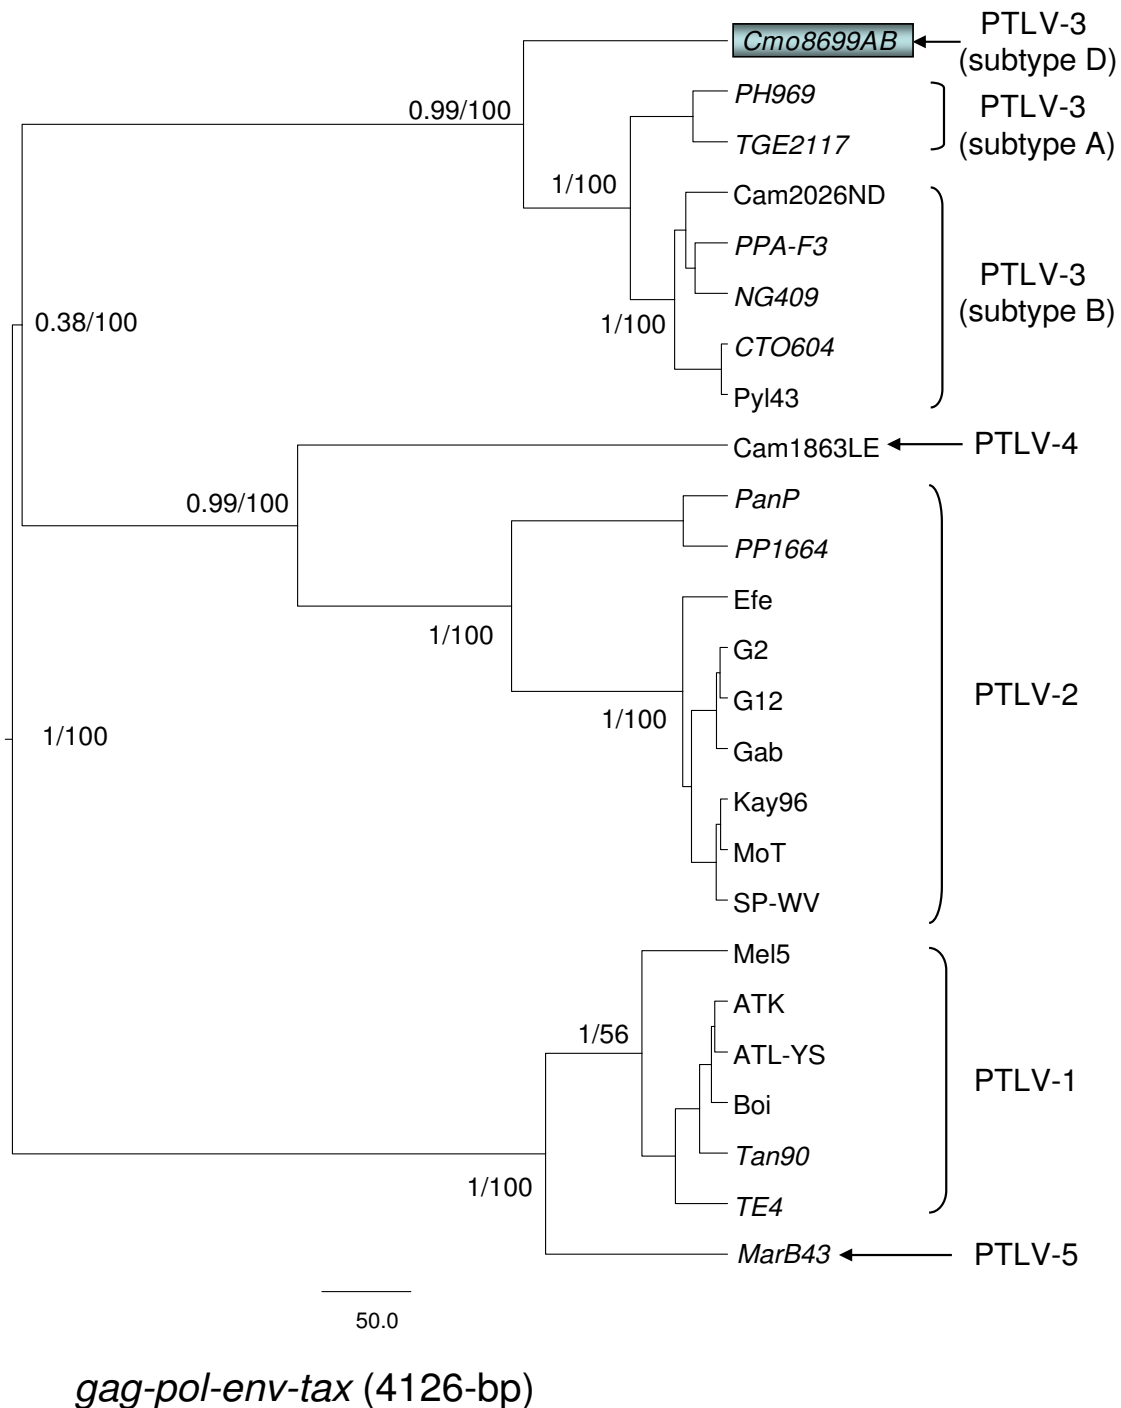 Cmo8699AB
PTLV-3
(subtype D)
0.99/100
PH969
PTLV-3
TGE2117
(subtype A)
1/100
Cam2026ND
PPA-F3
PTLV-3
NG409
(subtype B)
0.38/100
1/100
CTO604
Pyl43
Cam1863LE
PTLV-4
0.99/100
PanP
PP1664
Efe
1/100
G2
G12
PTLV-2
1/100
1/100
Gab
Kay96
MoT
SP-WV
Mel5
ATK
1/56
ATL-YS
PTLV-1
Boi
Tan90
1/100
TE4
MarB43
PTLV-5
50.0
gag-pol-env-tax (4126-bp)